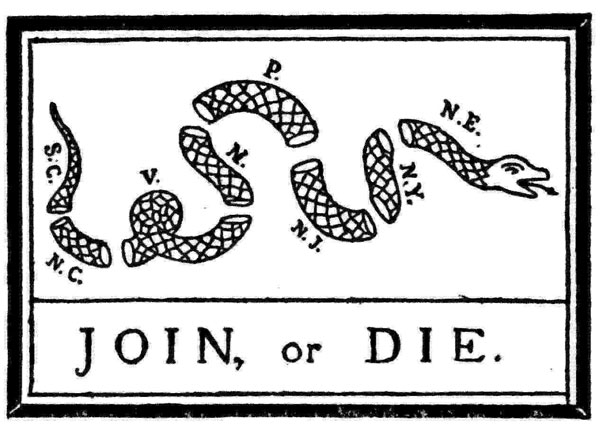 S.C.
N.C.
V.
N.
P.
N.J.
N.Y.
N.E.
JOIN, or DIE.